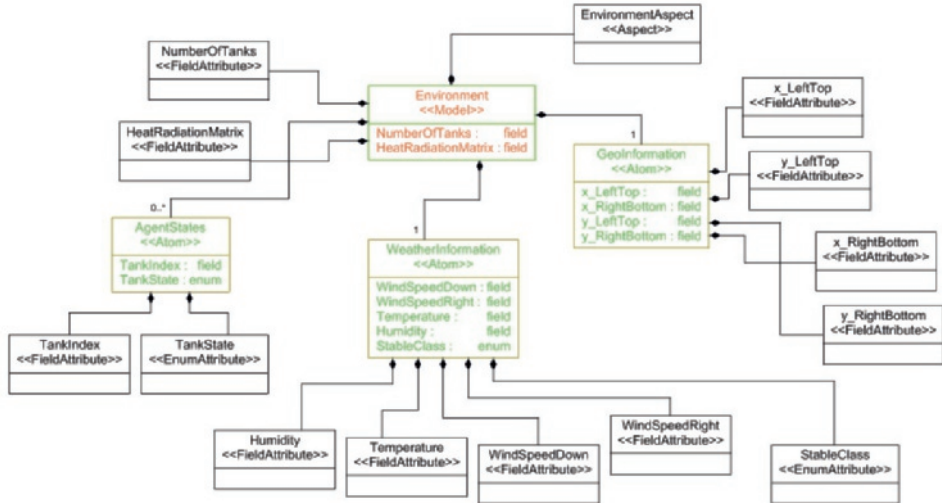 EnvironmentAspect
<<Aspect>>
NumberOfTanks
<<FieldAttribute>>
Environment
<<Model>>
NumberOfTanks : field
HeatRadiationMatrix : field
x_LeftTop
<<FieldAttribute>>
HeatRadiationMatrix
<<FieldAttribute>>
1
GeoInformation
<<Atom>>
x_LeftTop : field
x_RightBottom : field
y_LeftTop : field
y_RightBottom : field
y_LeftTop
<<FieldAttribute>>
0..*
AgentStates
<<Atom>>
TankIndex : field
TankState : enum
1
WeatherInformation
<<Atom>>
WindSpeedDown : field
WindSpeedRight : field
Temperature : field
Humidity : field
StableClass : enum
x_RightBottom
<<FieldAttribute>>
y_RightBottom
<<FieldAttribute>>
TankIndex
<<FieldAttribute>>
TankState
<<EnumAttribute>>
Humidity
<<FieldAttribute>>
Temperature
<<FieldAttribute>>
WindSpeedDown
<<FieldAttribute>>
WindSpeedRight
<<FieldAttribute>>
StableClass
<<EnumAttribute>>